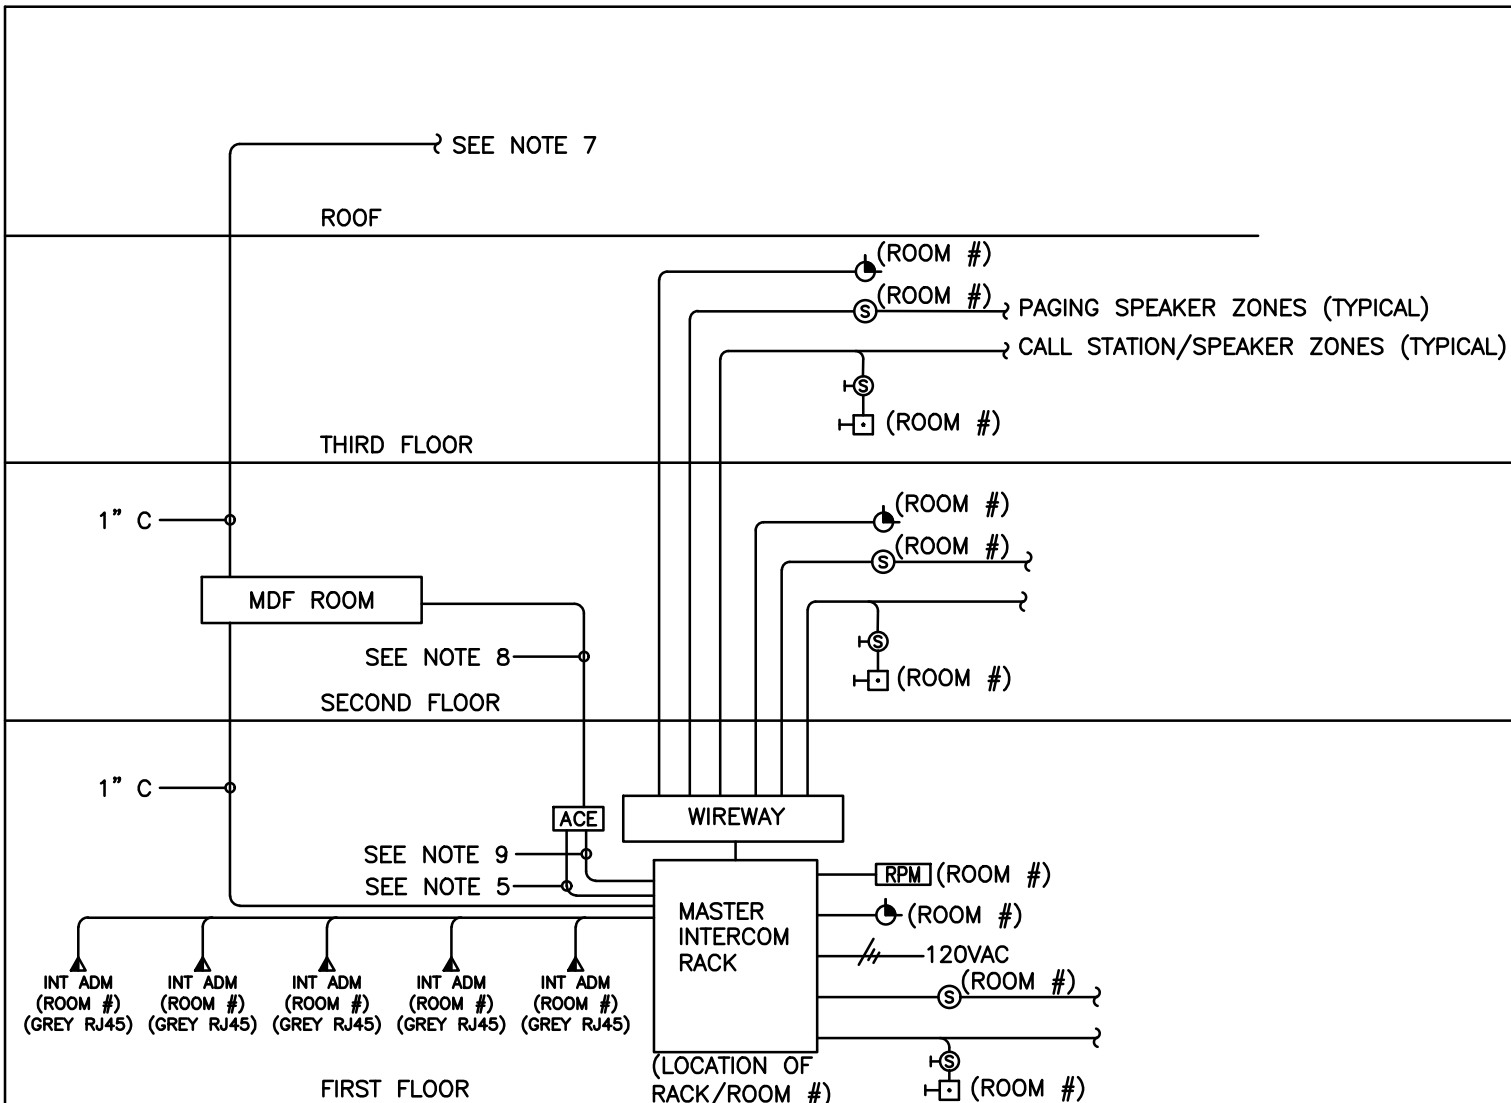 SEE NOTE 7
ROOF
(ROOM #)
(ROOM #)
PAGING SPEAKER ZONES (TYPICAL)
S
CALL STATION/SPEAKER ZONES (TYPICAL)
S
(ROOM #)
THIRD FLOOR
(ROOM #)
1" C
(ROOM #)
S
MDF ROOM
S
SEE NOTE 8
(ROOM #)
SECOND FLOOR
1" C
ACE
WIREWAY
SEE NOTE 9
SEE NOTE 5
RPM (ROOM #)
MASTER
INTERCOM
RACK
(ROOM #)
120VAC
(ROOM #)
S
INT ADM
(ROOM #)
(GREY RJ45)
INT ADM
(ROOM #)
(GREY RJ45)
INT ADM
(ROOM #)
(GREY RJ45)
INT ADM
(ROOM #)
(GREY RJ45)
INT ADM
(ROOM #)
(GREY RJ45)
(LOCATION OF
RACK/ROOM #)
S
(ROOM #)
FIRST FLOOR